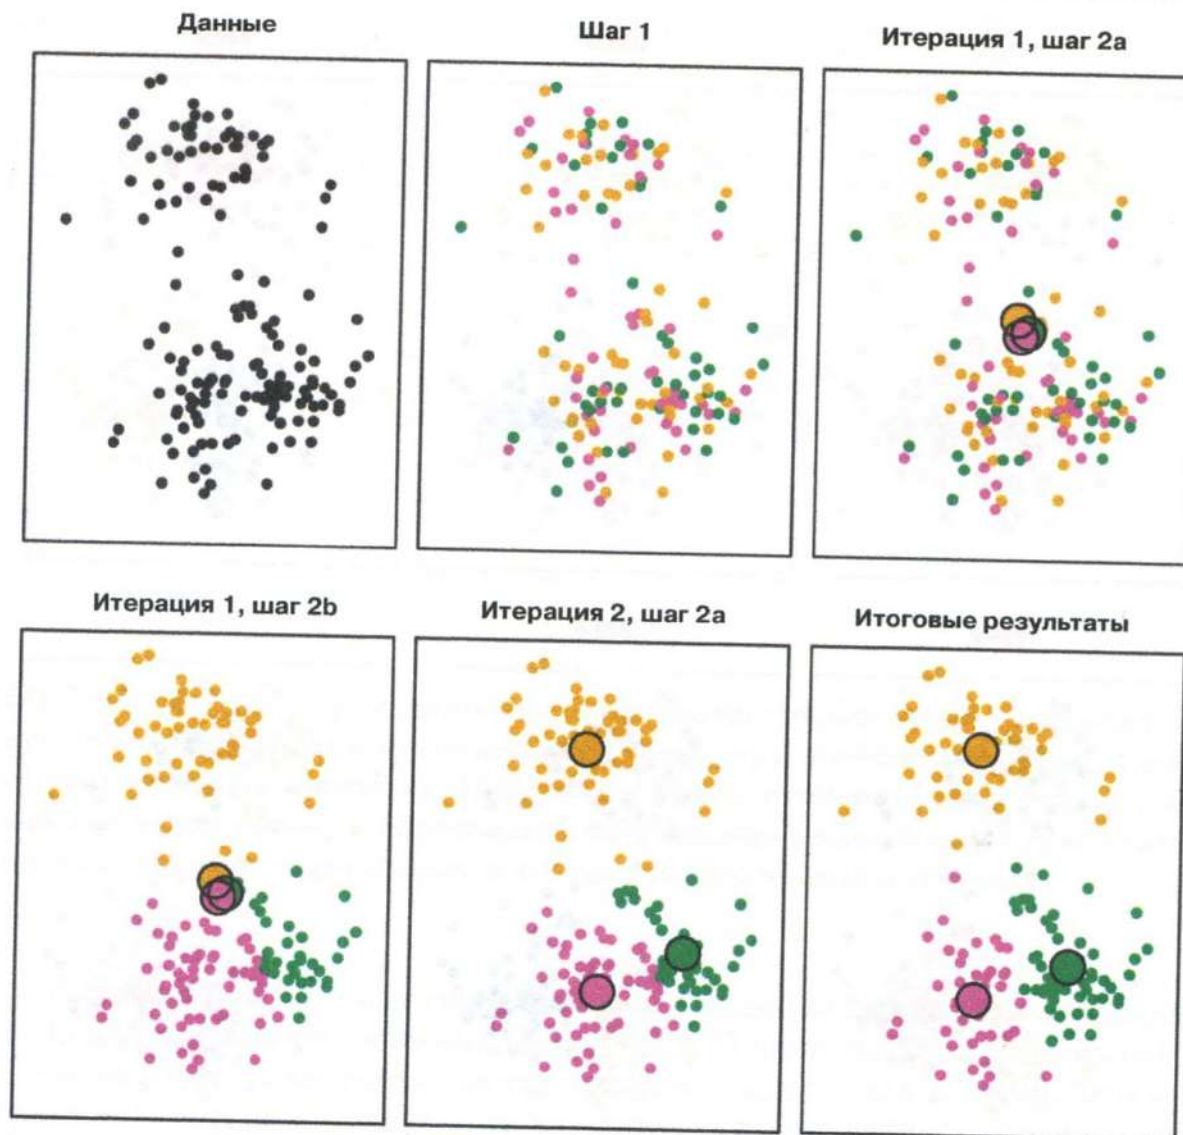 Данные
Шаг 1
Итерация 1, шаг 2a
Итерация 1, шаг 2b
Итерация 2, шаг 2a
Итоговые результаты